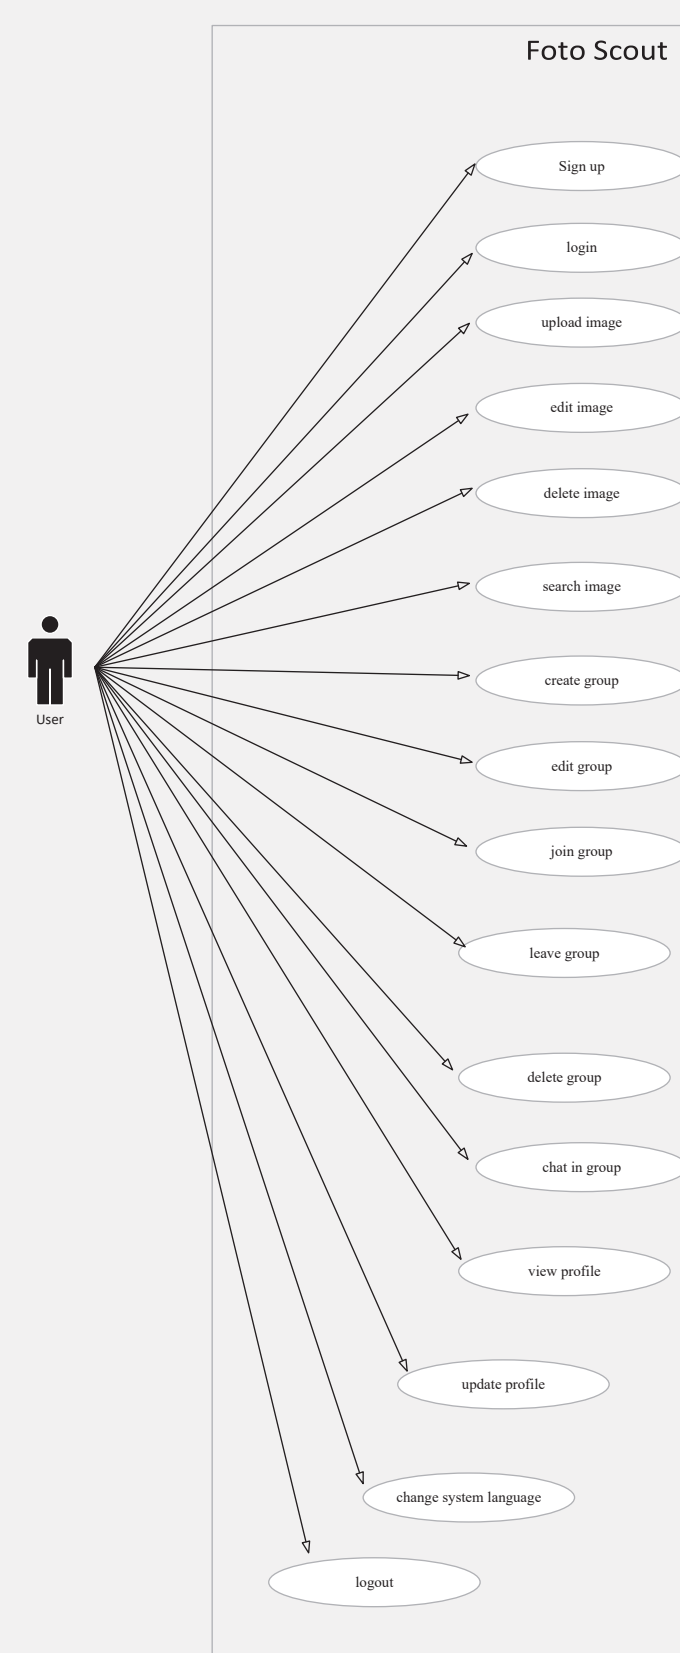 Foto Scout
Sign up
login
upload image
edit image
delete image
search image
create group
User
edit group
join group
leave group
delete group
chat in group
view profile
update profile
change system language
logout